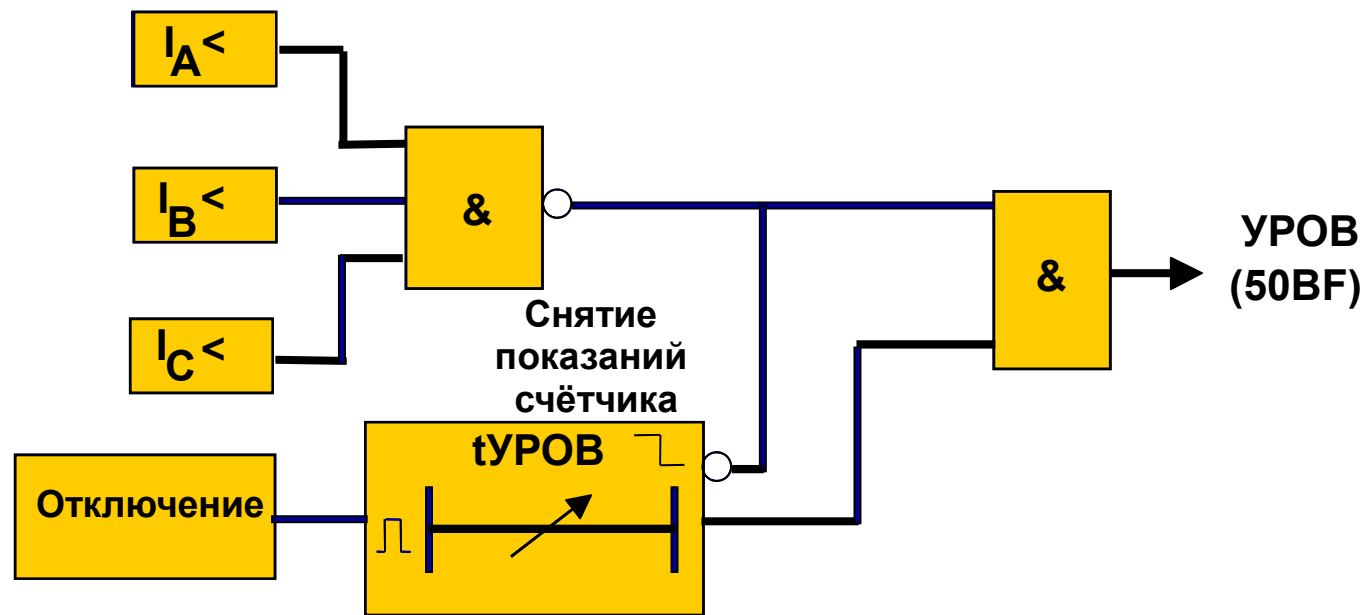 IA<
IB<
IC<
&
&
УРОВ
(50BF)
Снятие
показаний
счётчика
tУРОВ
Отключение